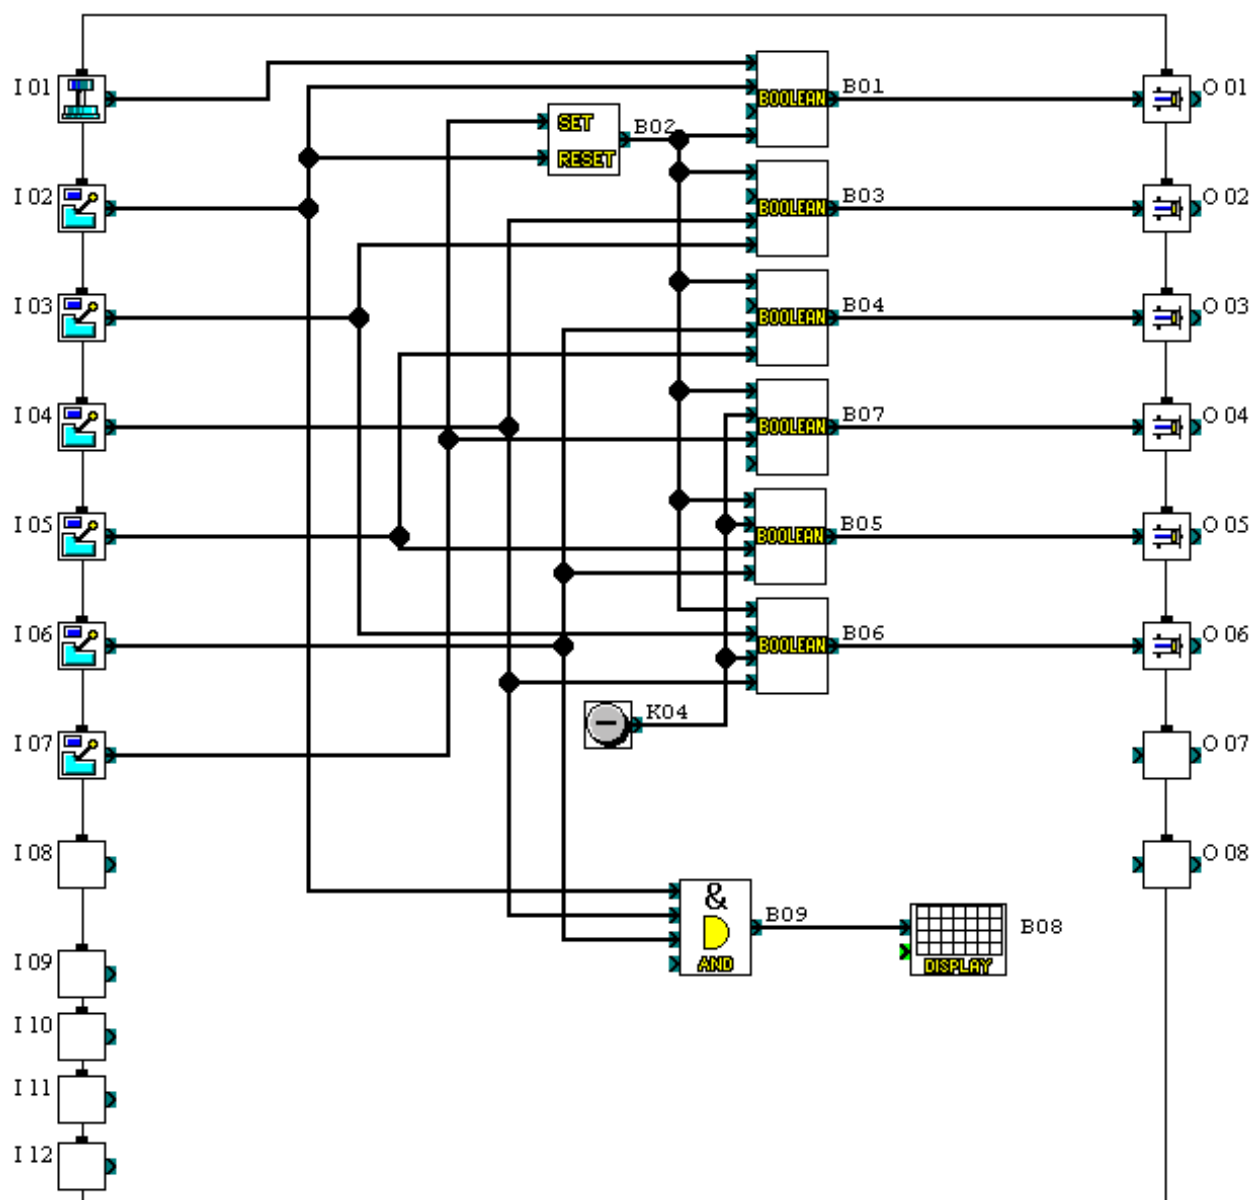 I 01
BOOLEAN
B01
O 01
SET
RESET
B02
I 02
BOOLEAN
B03
O 02
I 03
BOOLEAN
B04
O 03
I 04
BOOLEAN
B07
O 04
I 05
BOOLEAN
B05
O 05
I 06
BOOLEAN
B06
O 06
K04
I 07
O 07
I 08
O 08
&
AND
B09
DISPLAY
B08
I 09
I 10
I 11
I 12